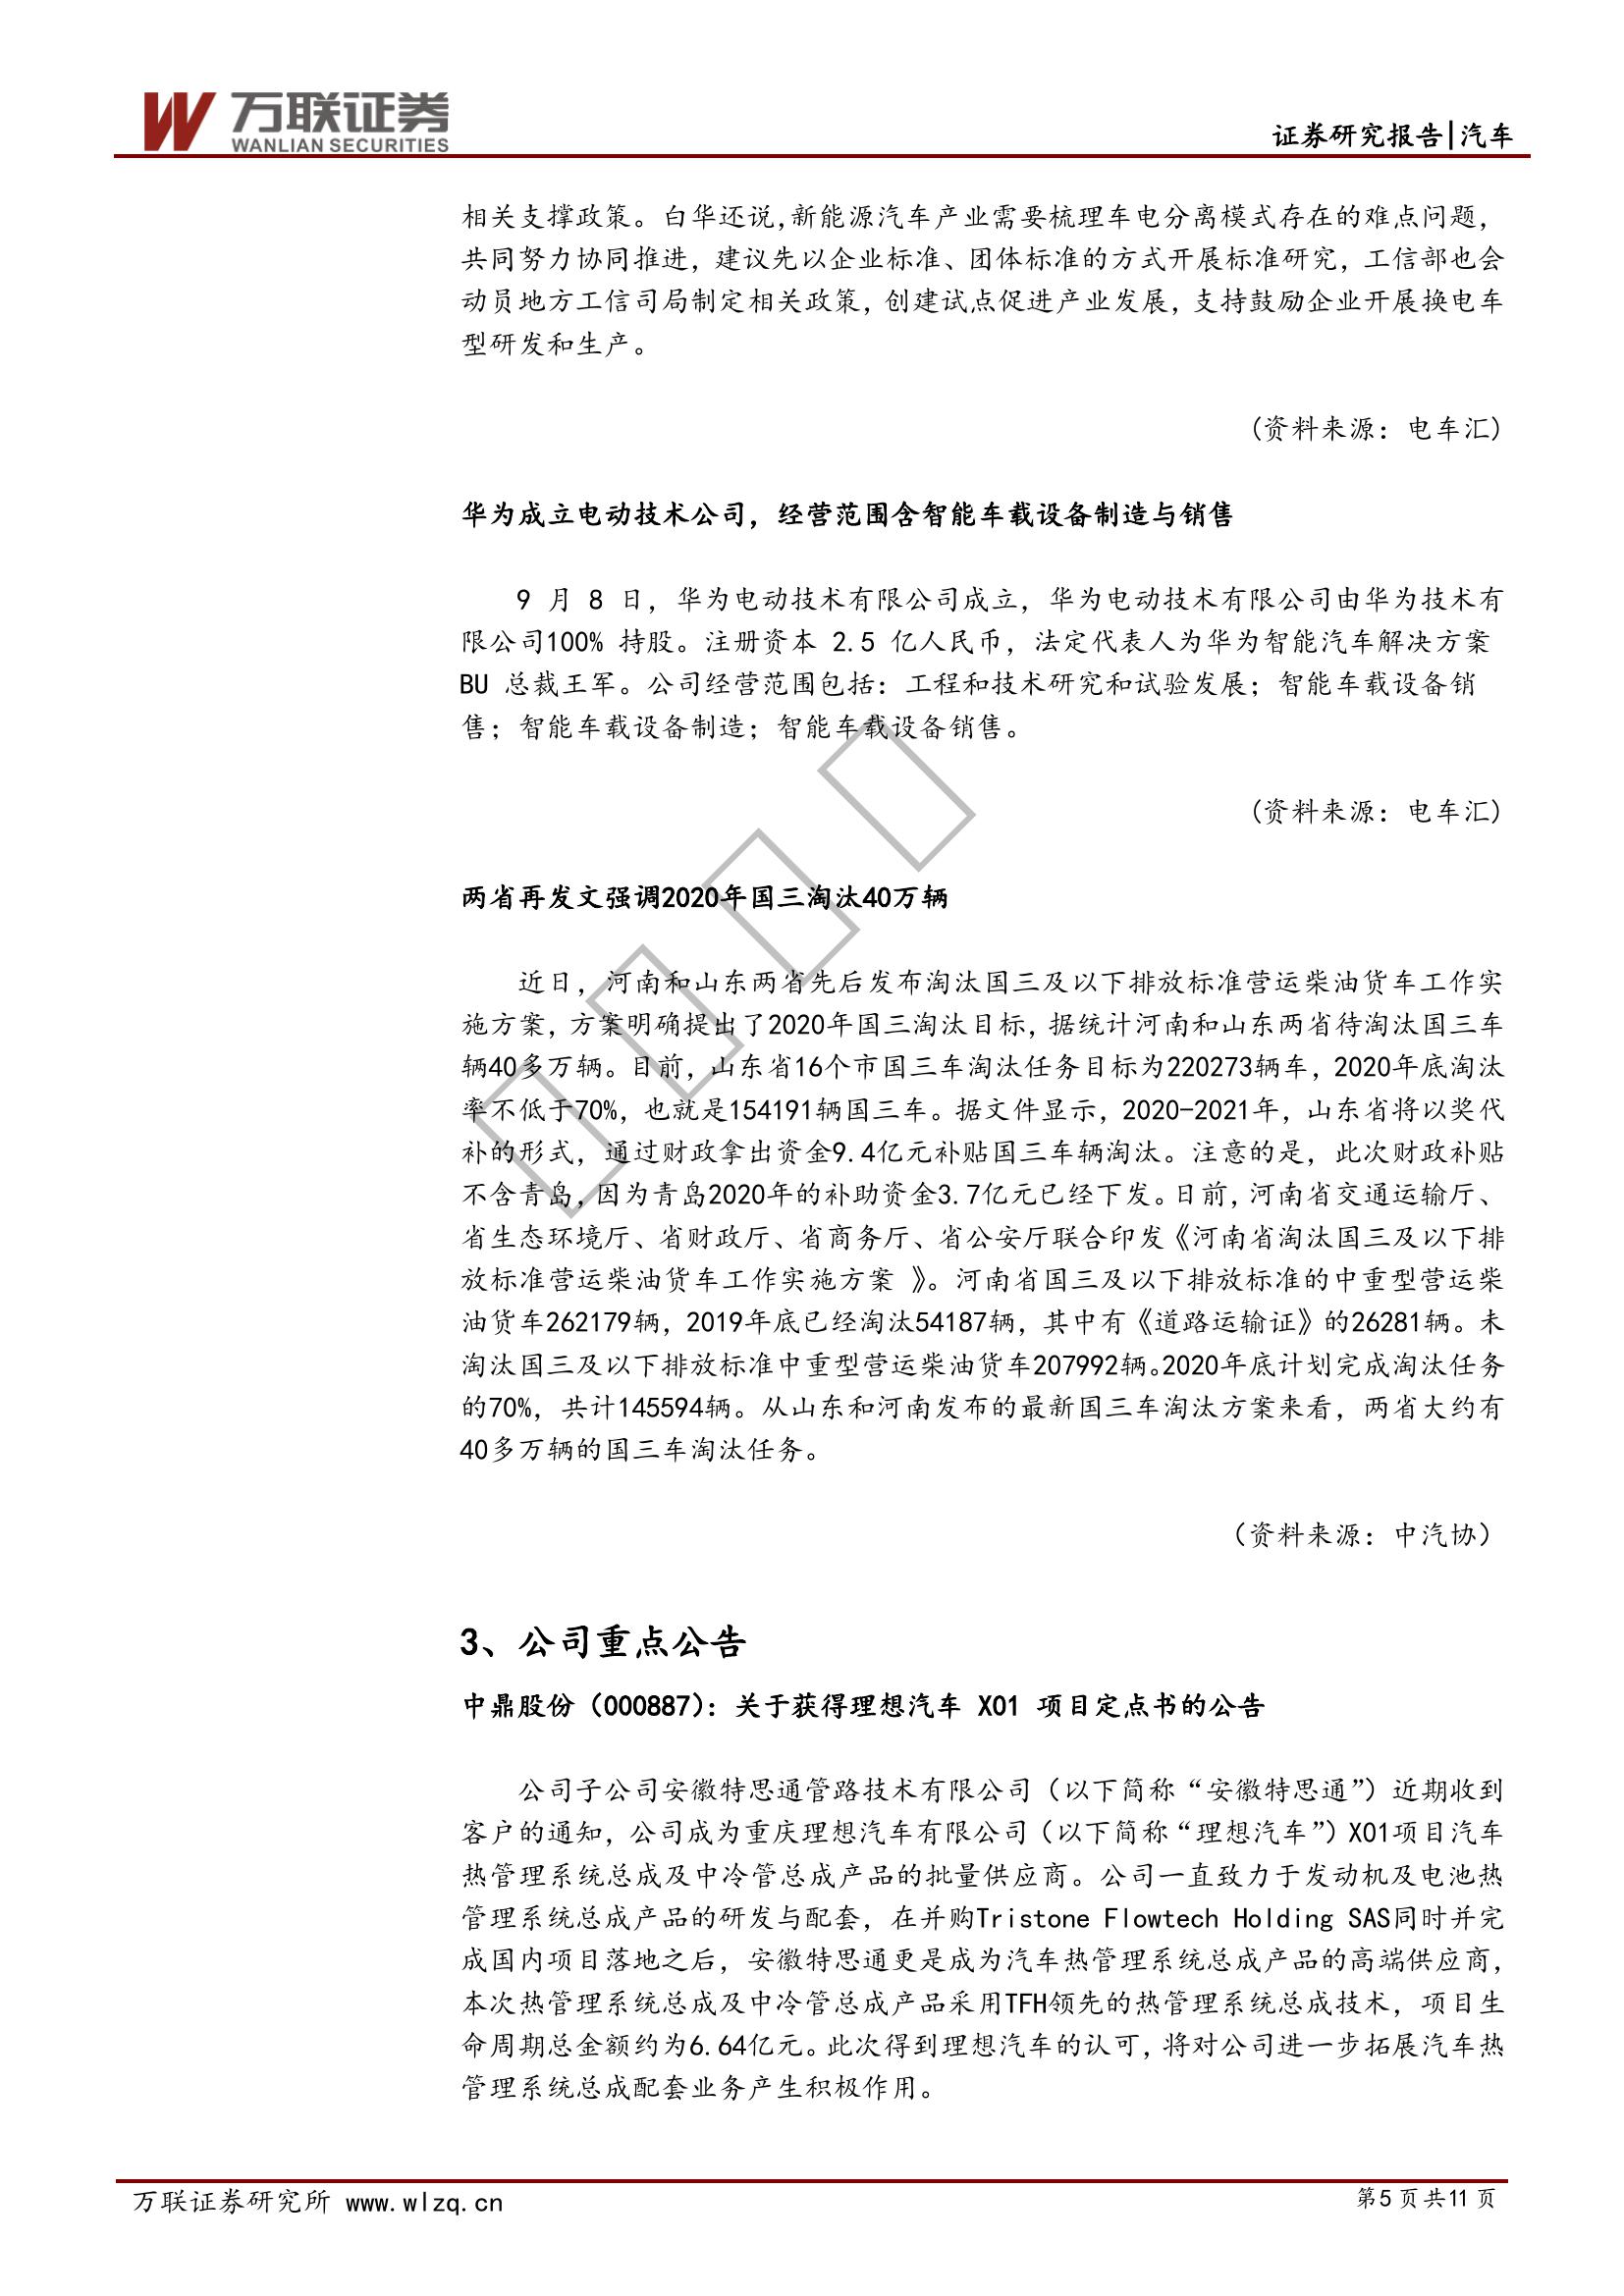 万联证券
WANLIAN SECURITIES
证券研究报告|汽车
相关支撑政策。白华还说,新能源汽车产业需要梳理车电分离模式存在的难点问题，
共同努力协同推进，建议先以企业标准、团体标准的方式开展标准研究，工信部也会
动员地方工信司局制定相关政策，创建试点促进产业发展，支持鼓励企业开展换电车
型研发和生产。
(资料来源：电车汇)
华为成立电动技术公司，经营范围含智能车载设备制造与销售
9 月 8 日，华为电动技术有限公司成立，华为电动技术有限公司由华为技术有
限公司100% 持股。注册资本 2.5 亿人民币，法定代表人为华为智能汽车解决方案
BU 总裁王军。公司经营范围包括：工程和技术研究和试验发展；智能车载设备销
售；智能车载设备制造；智能车载设备销售。
(资料来源：电车汇)
两省再发文强调2020年国三淘汰40万辆
近日，河南和山东两省先后发布淘汰国三及以下排放标准营运柴油货车工作实
施方案，方案明确提出了2020年国三淘汰目标，据统计河南和山东两省待淘汰国三车
辆40多万辆。目前，山东省16个市国三车淘汰任务目标为220273辆车，2020年底淘汰
率不低于70%，也就是154191辆国三车。据文件显示，2020-2021年，山东省将以奖代
补的形式，通过财政拿出资金9.4亿元补贴国三车辆淘汰。注意的是，此次财政补贴
不含青岛，因为青岛2020年的补助资金3.7亿元已经下发。日前，河南省交通运输厅、
省生态环境厅、省财政厅、省商务厅、省公安厅联合印发《河南省淘汰国三及以下排
放标准营运柴油货车工作实施方案 》。河南省国三及以下排放标准的中重型营运柴
油货车262179辆，2019年底已经淘汰54187辆，其中有《道路运输证》的26281辆。未
淘汰国三及以下排放标准中重型营运柴油货车207992辆。2020年底计划完成淘汰任务
的70%，共计145594辆。从山东和河南发布的最新国三车淘汰方案来看，两省大约有
40多万辆的国三车淘汰任务。
（资料来源：中汽协）
3、公司重点公告
中鼎股份（000887）：关于获得理想汽车 X01 项目定点书的公告
公司子公司安徽特思通管路技术有限公司（以下简称“安徽特思通”）近期收到
客户的通知，公司成为重庆理想汽车有限公司（以下简称“理想汽车”）X01项目汽车
热管理系统总成及中冷管总成产品的批量供应商。公司一直致力于发动机及电池热
管理系统总成产品的研发与配套，在并购Tristone Flowtech Holding SAS同时并完
成国内项目落地之后，安徽特思通更是成为汽车热管理系统总成产品的高端供应商，
本次热管理系统总成及中冷管总成产品采用TFH领先的热管理系统总成技术，项目生
命周期总金额约为6.64亿元。此次得到理想汽车的认可，将对公司进一步拓展汽车热
管理系统总成配套业务产生积极作用。
万联证券研究所 www.wlzq.cn
第5 页共11 页